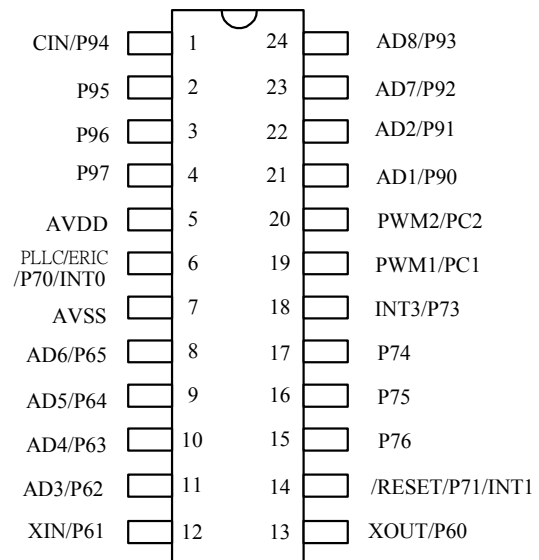 CIN/P94 1 24 AD8/P93
P95 2 23 AD7/P92
P96 3 22 AD2/P91
P97 4 21 AD1/P90
AVDD 5 20 PWM2/PC2
PLLC/ERIC
/P70/INT0 6 19 PWM1/PC1
AVSS 7 18 INT3/P73
AD6/P65 8 17 P74
AD5/P64 9 16 P75
AD4/P63 10 15 P76
AD3/P62 11 14 /RESET/P71/INT1
XIN/P61 12 13 XOUT/P60